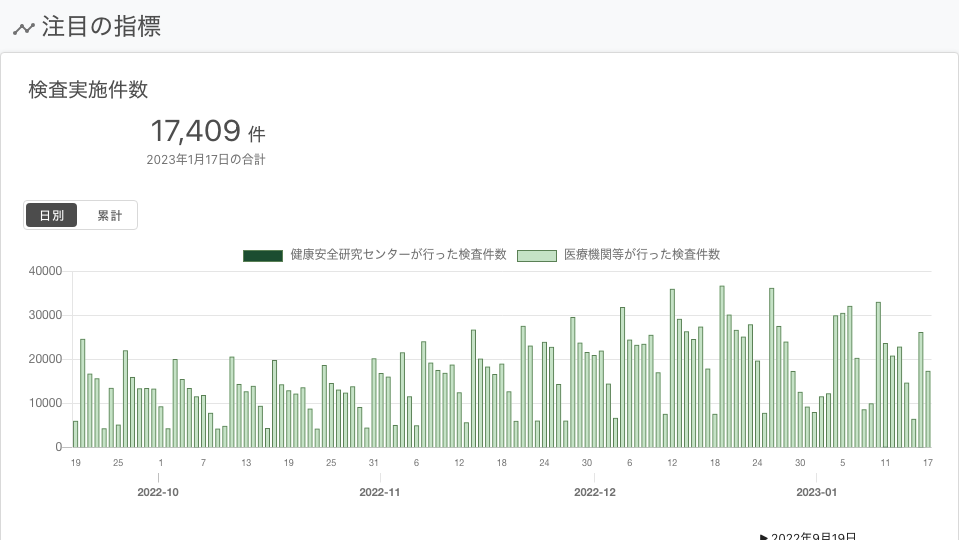 注目の指標
検査実施件数
17,409 件
2023年1月17日の合計
日別 累計
健康安全研究センターが行った検査件数 医療機関等が行った検査件数
40000
30000
20000
10000
0
19 25 1 7 13 19 25 31 6 12 18 24 30 6 12 18 24 30 5 11 17
2022-10 2022-11 2022-12 2023-01
▶ 2022年9月19日